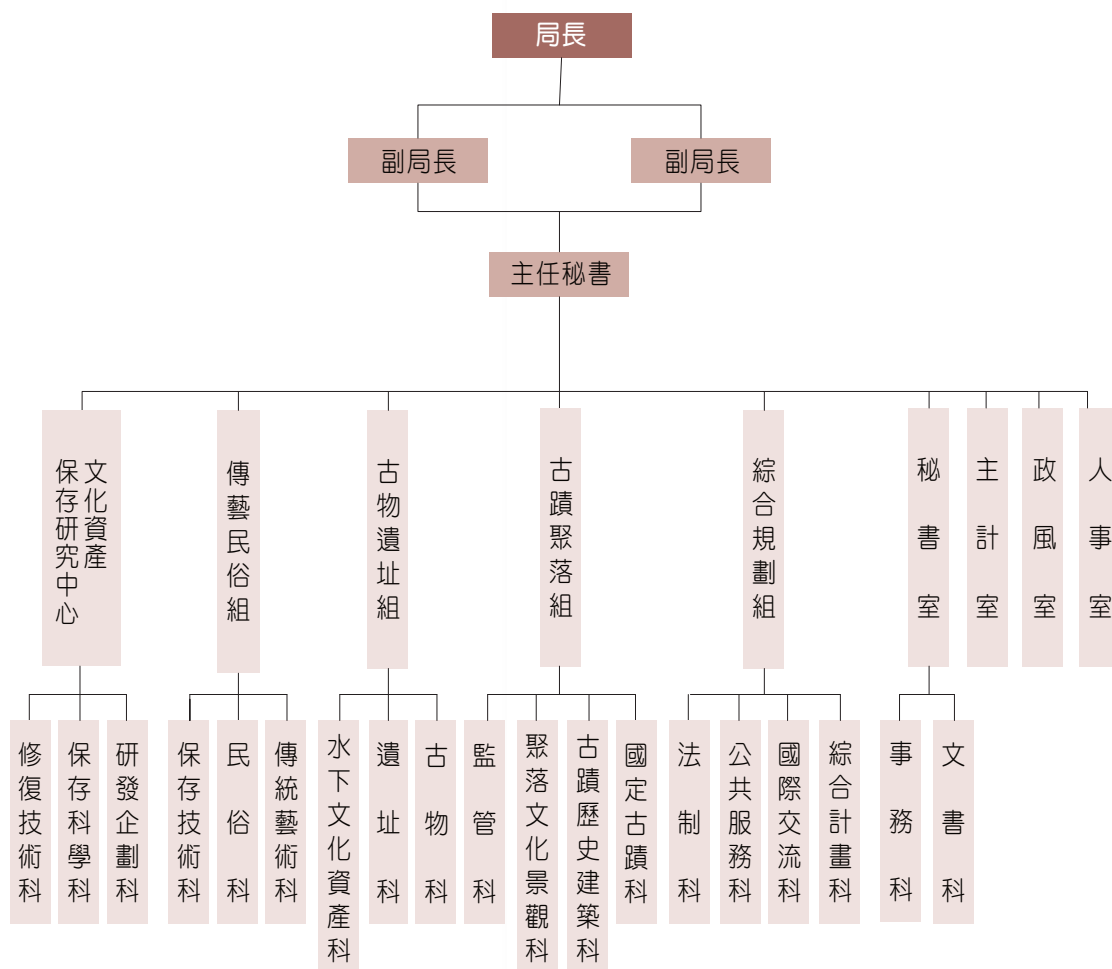 局長
副局長
副局長
主任秘書
文化資產
保存研究中心
傳藝民俗組
古物遺址組
古蹟聚落組
綜合規劃組
秘書室
主計室
政風室
人事室
修復技術科
保存科學科
研發企劃科
保存技術科
民俗科
傳統藝術科
水下文化資產科
遺址科
古物科
監管科
聚落文化景觀科
古蹟歷史建築科
國定古蹟科
法制科
公共服務科
國際交流科
綜合計畫科
事務科
文書科